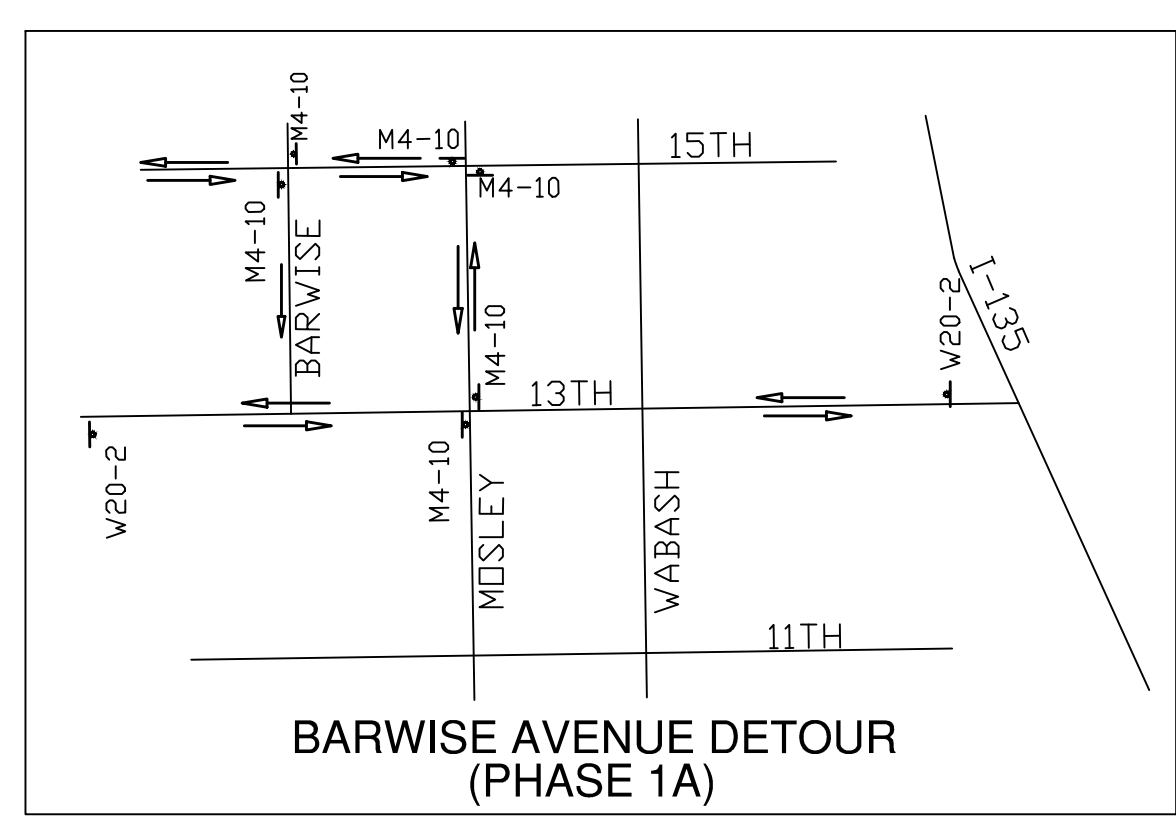 M4-10
M4-10
15TH
M4-10
M4-10
BARWISE
I-135
W20-2
M4-10
13TH
M4-10
W20-2
MOSLEY
WABASH
11TH
BARWISE AVENUE DETOUR
(PHASE 1A)